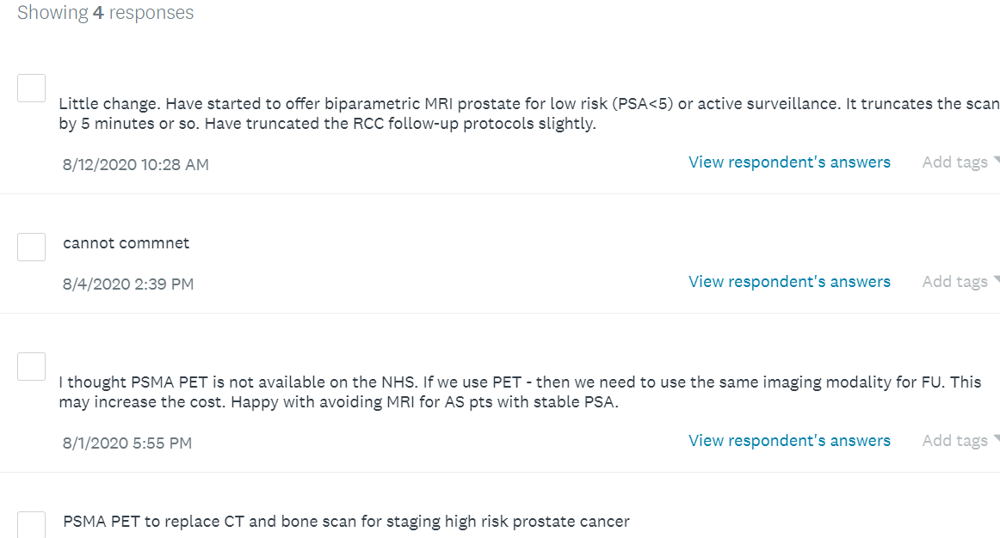 Showing 4 responses
Little change. Have started to offer biparametric MRI prostate for low risk (PSA<5) or active surveillance. It truncates the scan
by 5 minutes or so. Have truncated the RCC follow-up protocols slightly.
8/12/2020 10:28 AM
View respondent's answers
Add tags
cannot commnet
8/4/2020 2:39 PM
View respondent's answers
Add tags
I thought PSMA PET is not available on the NHS. If we use PET - then we need to use the same imaging modality for FU. This
may increase the cost. Happy with avoiding MRI for AS pts with stable PSA.
8/1/2020 5:55 PM
View respondent's answers
Add tags
PSMA PET to replace CT and bone scan for staging high risk prostate cancer